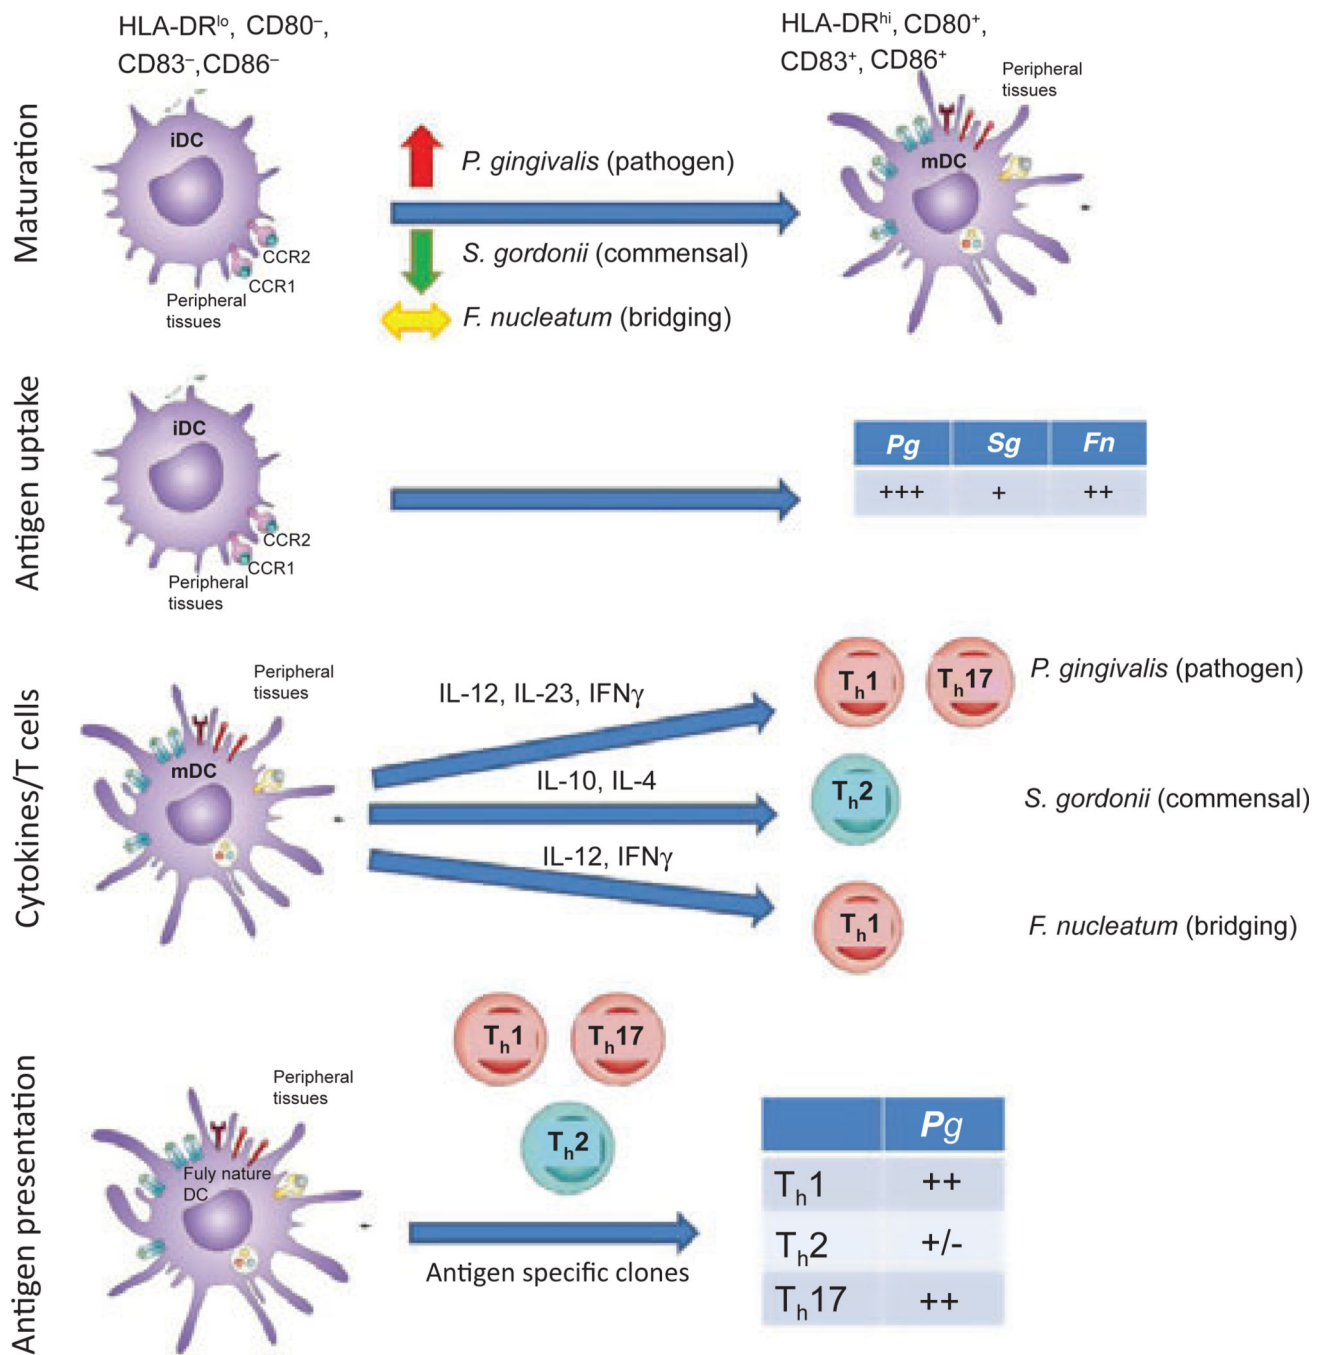 HLA-DRlo, CD80–,
CD83–,CD86–
HLA-DRhi, CD80+,
CD83+, CD86+
Peripheral
tissues
Maturation
iDC
CCR2
CCR1
Peripheral
tissues
P. gingivalis (pathogen)
S. gordonii (commensal)
F. nucleatum (bridging)
mDC
Antigen uptake
iDC
CCR2
CCR1
Peripheral
tissues
Pg Sg Fn
+++ + ++
Cytokines/T cells
Peripheral
tissues
mDC
IL-12, IL-23, IFNγ
IL-10, IL-4
IL-12, IFNγ
Th1 Th17
P. gingivalis (pathogen)
Th2
S. gordonii (commensal)
Th1
F. nucleatum (bridging)
Antigen presentation
Peripheral
tissues
Fuly nature
DC
Th1 Th17
Th2
Antigen specific clones
Pg
Th1 ++
Th2 +/-
Th17 ++